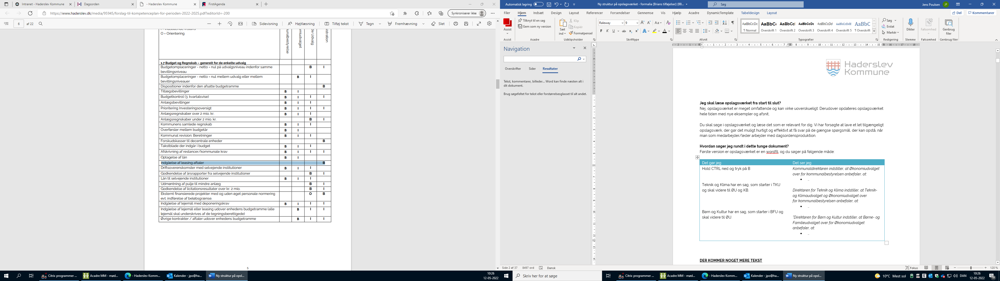 Intranet - Haderslev Kommune
Dagsorden
- Haderslev Kommune
FirstAgenda
https://www.haderslev.dk/media/95945/forslag-til-kompetenceplan-for-perioden-2022-2025.pdf?editorId=-200
Synkroniserer ikke
6 af 22
Sidevisning
Højtlæsning
Tilføj tekst
Tegn
Fremhævning
Slet
O = Orientering
1.7 Budget og Regnskab – generelt for de enkelte udvalg
Budgetomplaceringer - netto = nul på udvalgsniveau indenfor samme B I
bevillingsniveau
Budgetomplaceringer - netto = nul mellem udvalg eller mellem B I
bevillingsniveauer
Dispositioner indenfor den afsatte budgetramme B
Tillægsbevillinger B I
Budgetkontrol (3. kvartalsvise) B I I I
Anlægsbevillinger B I I
Prioritering Investeringsoversigt B I I I
Anlægsregnskaber over 2 mio. kr. B I I
Anlægsregnskaber under 2 mio. kr. B I
Kommunens samlede regnskab B I I
Overførsler mellem budgetår B I
Kommunal revision: Beretninger B I I
Forskudskasser til decentrale enheder B
Takstblade der indgår i budget B I I
Afskrivning af restancer/kommunale krav B I I I
Optagelse af lån B I
Indgåelse af leasing aftaler B
Driftsoverenskomster med selvejende institutioner B I I
Godkendelse af årsrapporter fra selvejende institutioner B I
Lån til selvejende institutioner B I I
Udmøntning af pulje til mindre anlæg B I
Godkendelse af licitationsresultater over kr. 2 mio. B I
Eksternt finansierede projekter med og uden øget personale normering O B
evt. indførelse af beløbsgrænse.
Indgåelse af lejemål med deponeringskrav B I I I
Indgåelse af lejemål eller leasing udover enhedens budgetramme (alle B I I
lejemål skal underskrives af de tegningsberettigede)
Øvrige kontrakter / aftaler udover enhedens budgetramme B I I
5
Automatisk lagring
Ny struktur på opslagsværket - formalia (Brians tilføjelser) (00...
Søg
Jens Poulsen
JP
Filer Hjem Indsæt Design Layout Referencer Forsendelser Gennemse Vis Hjælp Acadre DynamicTemplate Tabeldesign Layout
Del
Kommentarer
Assist
Tilknyt til en sag
Gem som ny version
Sæt ind
Klip
Kopiér
Formatpensel
Raleway 9
¶ Normal Overskrift 1 Overskrift 2 Overskrift 3 Overskrift 4 Overskrift 5 ¶ Overskrift
Søg
Erstat
Markér
Dikter
Følsomhed
Genbrug filer
Assist Acadre Udklipsholder Skrifttype Afsnit Typografier Redigering Stemme Følsomhed Genbrug filer
Navigation
Overskrifter Sider Resultater
Tekst, kommentarer, billeder... Word kan finde næsten alt i
dit dokument.
Brug søgefeltet for tekst eller forstørrelsesglasset til alt andet.
Haderslev
Kommune
Jeg skal læse opslagsværket fra start til slut?
Nej, opslagsværket er meget omfattende og kan virke uoverskueligt. Derudover opdateres opslagsværket
hele tiden med nye eksempler og afsnit,
Du skal søge i opslagsværket og læse det som er relevant for dig. Vi har forsøgte at lave et let tilgængeligt
opslagsværk, der gør det muligt hurtigt og effektivt at få svar på de gængse spørgsmål, der kan opstå, når
man som medarbejder/leder arbejder med dagsordensproduktion.
Hvordan søger jeg rundt i dette tunge dokument?
Første version er opslagsværket er en wordfil, og du søger på følgende måde:
Det gør jeg
Det ser jeg
Hold CTRL ned og tryk på B
Kommunaldirektøren indstiller, at Økonomiudvalget
over for kommunalbestyrelsen anbefaler, at:
• ..
Teknik og Klima har en sag, som starter i TKU
og skal videre til ØU og KB.
Direktøren for Teknik og Klima indstiller, at Teknik-
og Klimaudvalget og Økonomiudvalget over
for kommunalbestyrelsen anbefaler, at:
• ..
Børn og Kultur har en sag, som starter i BFU og
skal videre til ØU.
"Direktøren for Børn og Kultur indstiller, at Børne- og
Familieudvalget over for Økonomiudvalget
anbefaler, at:
• ..
DER KOMMER NOGET MERE TEKST
Side 2 af 37 8497 ord Dansk
Fokus
120 %
Citrix programmer ...
Acadre MM - mød...
- Haderslev Komm...
Kalender - jpo@ha...
Ny struktur på opsl...
10:26
12-05-2022
Skriv her for at søge
Citrix programmer ...
Acadre MM - mød...
- Haderslev Komm...
Kalender - jpo@ha...
Ny struktur på opsl...
10°C Mest sol
DAN
10:26
12-05-2022